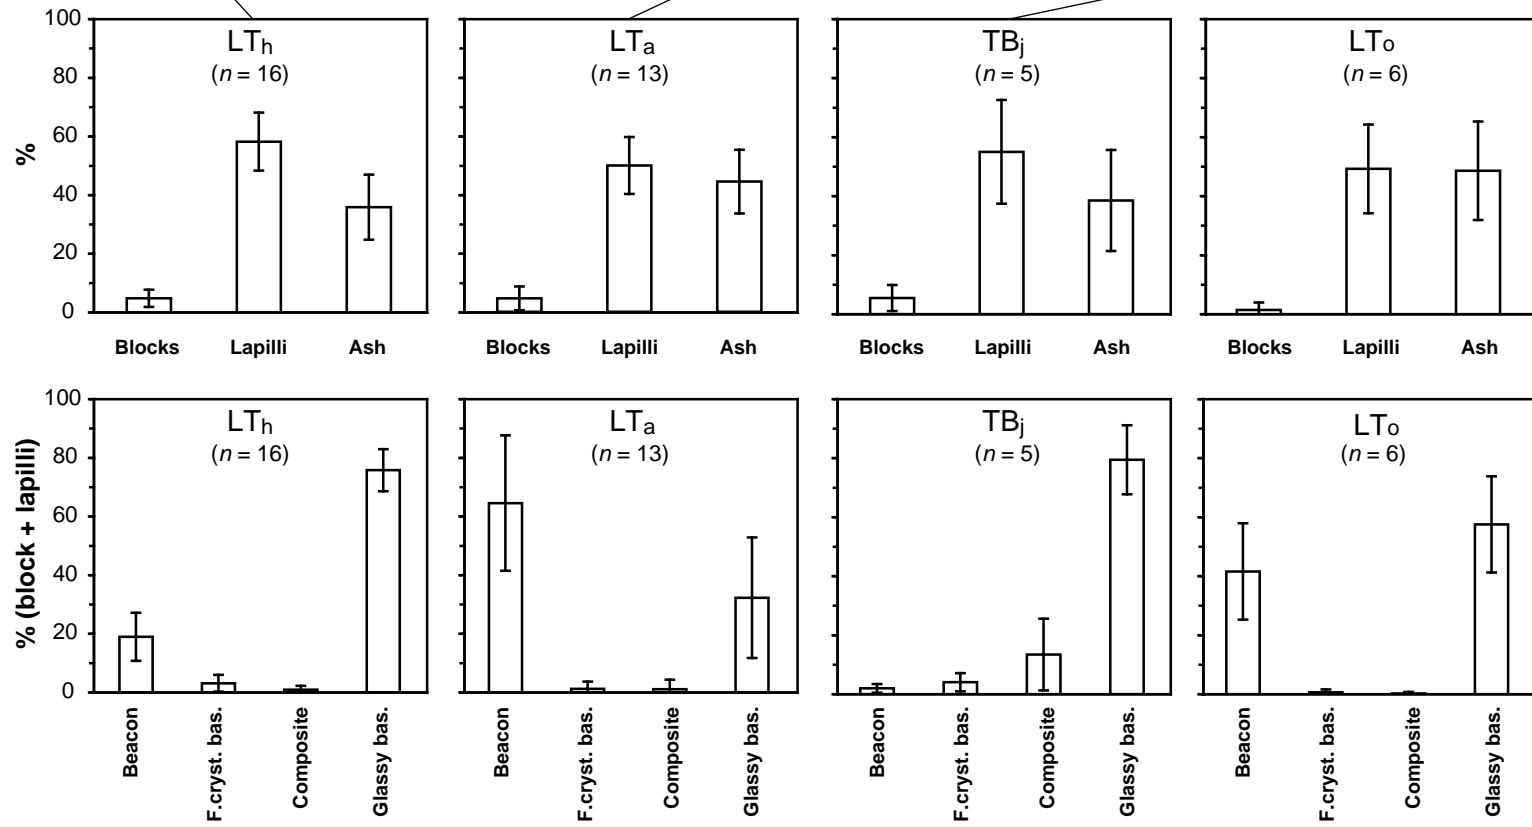 LTh
(n = 16)
LTa
(n = 13)
TBj
(n = 5)
LTo
(n = 6)
%
100
80
60
40
20
0
Blocks Lapilli Ash
Blocks Lapilli Ash
Blocks Lapilli Ash
Blocks Lapilli Ash
LTh
(n = 16)
LTa
(n = 13)
TBj
(n = 5)
LTo
(n = 6)
% (block + lapilli)
100
80
60
40
20
0
Beacon
F.cryst. bas.
Composite
Glassy bas.
Beacon
F.cryst. bas.
Composite
Glassy bas.
Beacon
F.cryst. bas.
Composite
Glassy bas.
Beacon
F.cryst. bas.
Composite
Glassy bas.